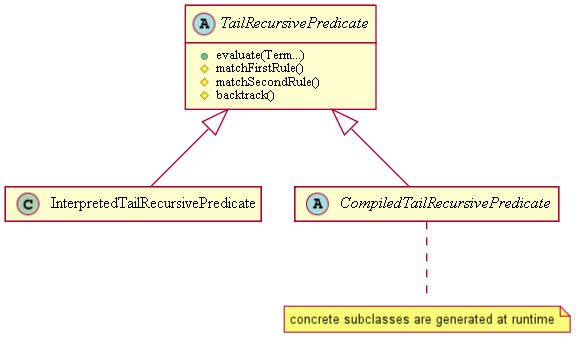 A TailRecursivePredicate
evaluate(Term...)
matchFirstRule()
matchSecondRule()
backtrack()
C InterpretedTailRecursivePredicate
A CompiledTailRecursivePredicate
concrete subclasses are generated at runtime